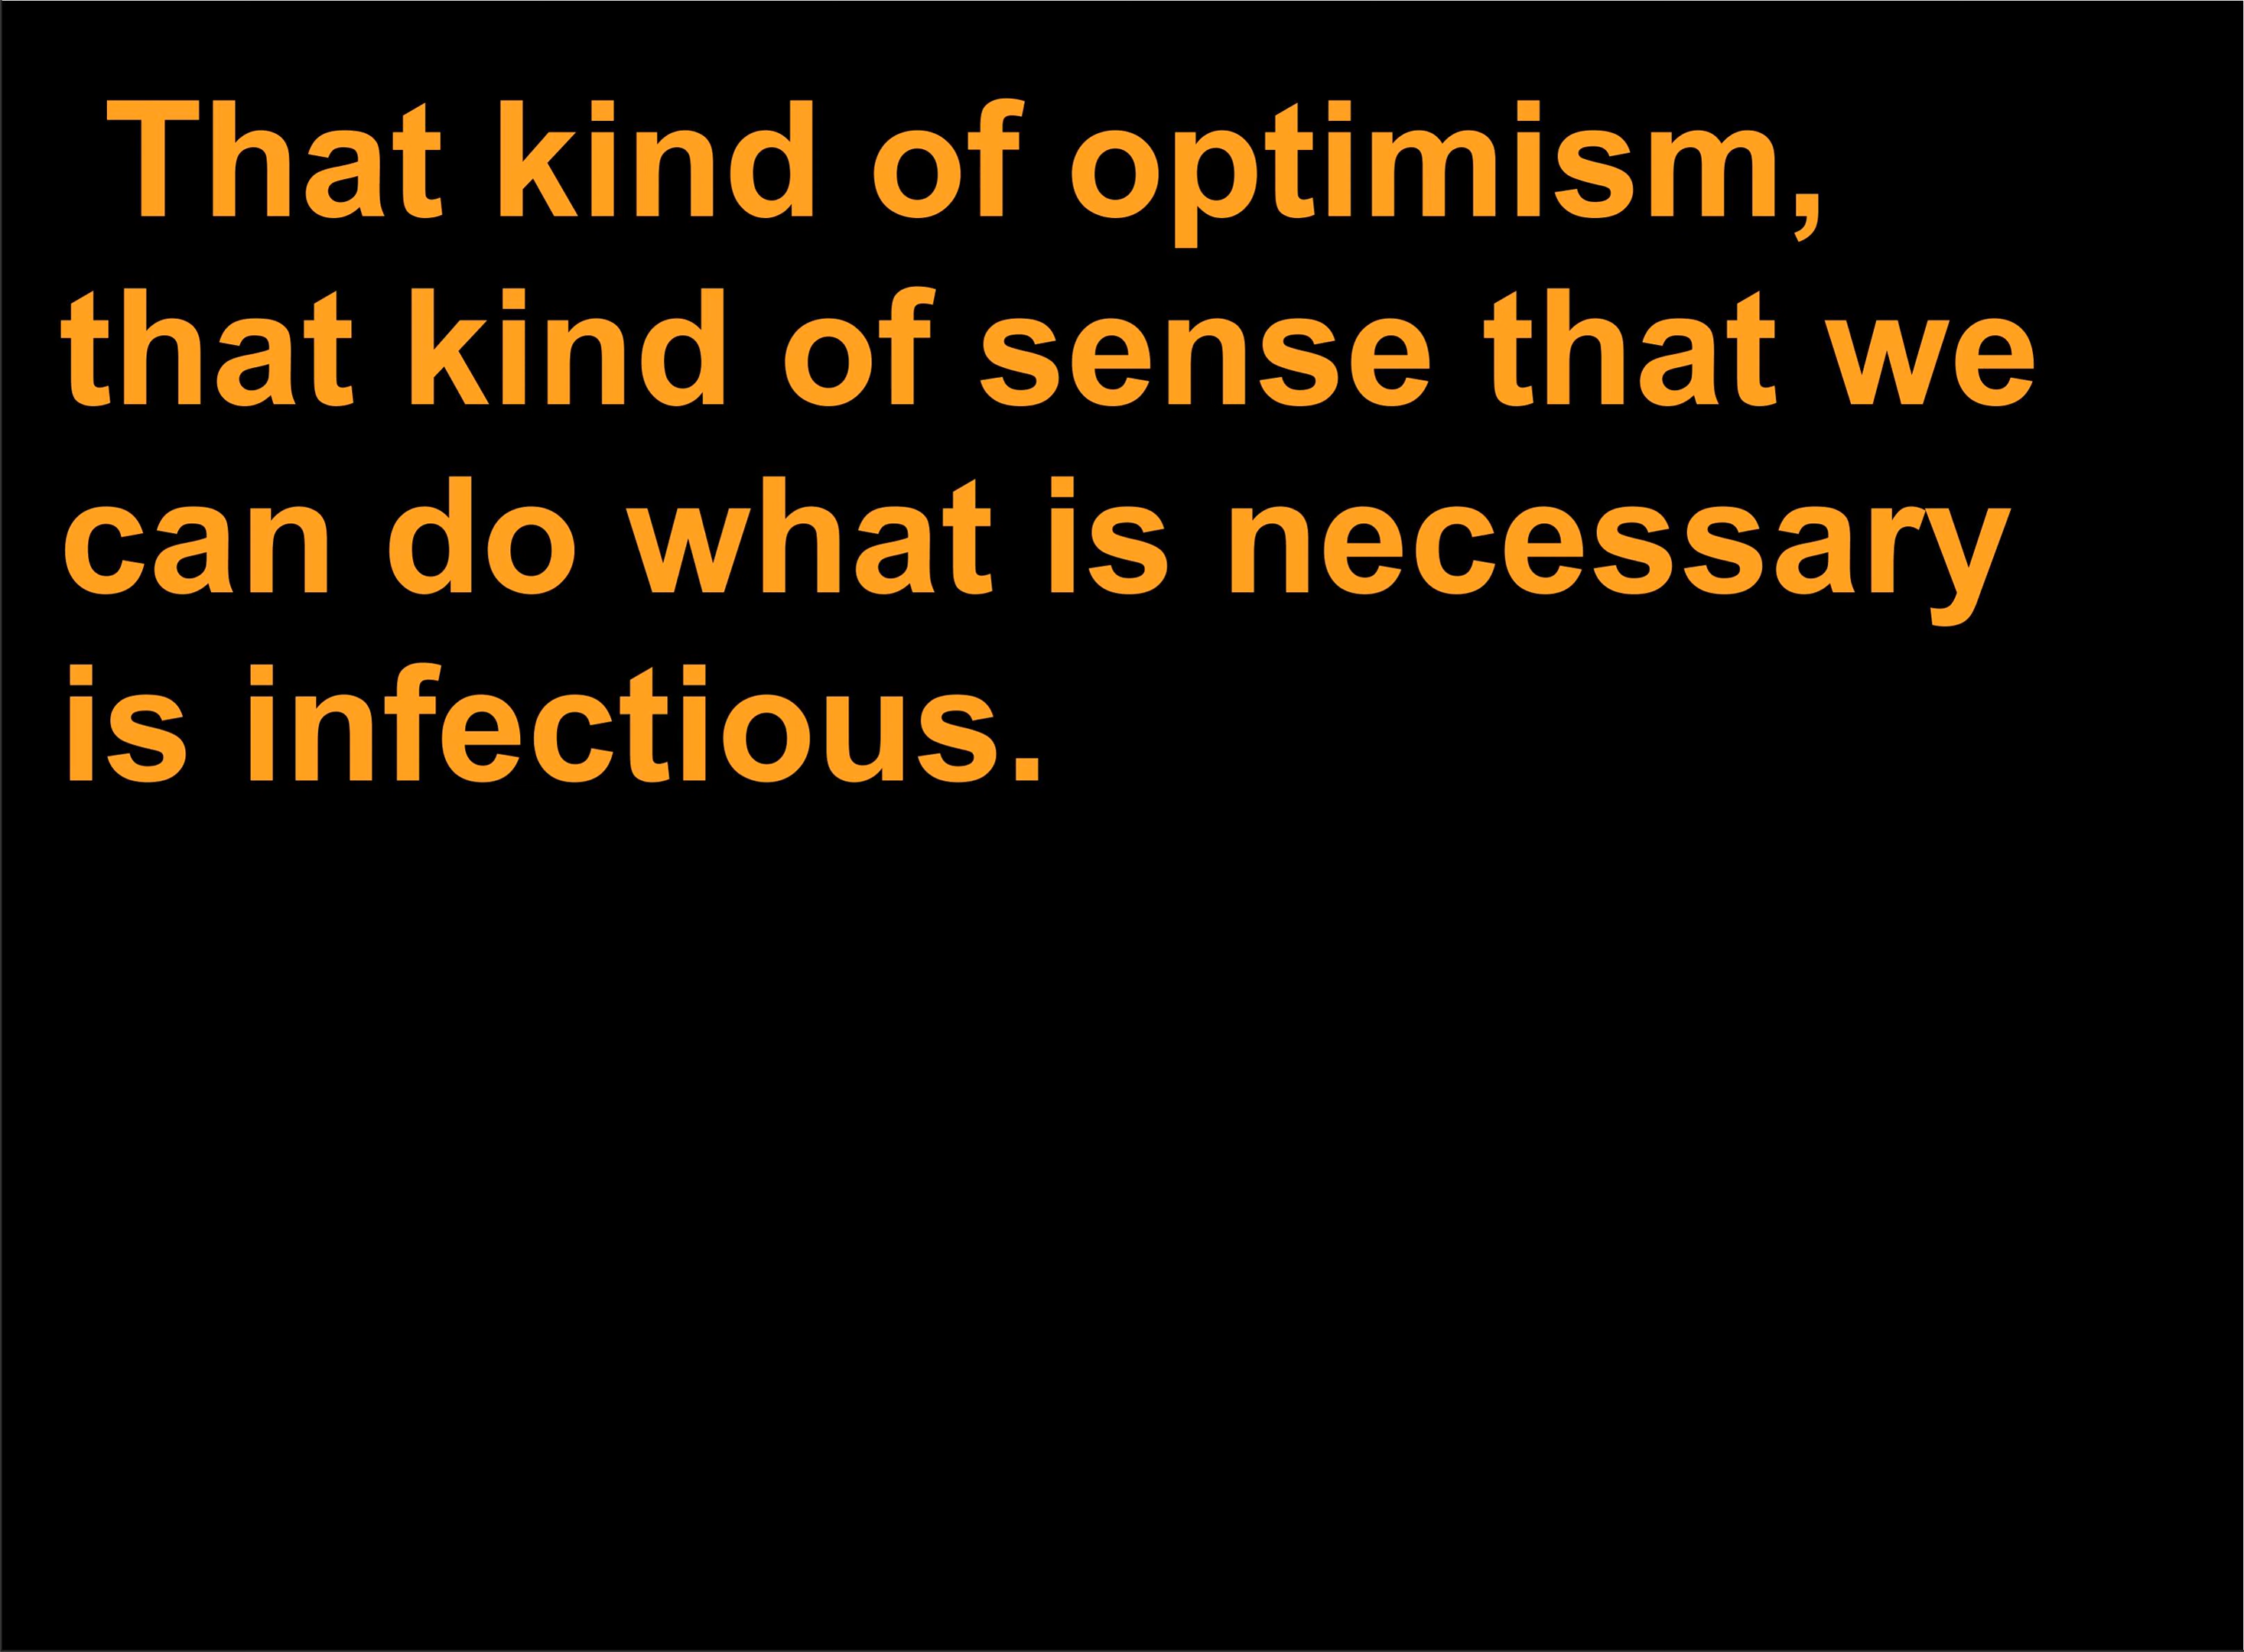 That kind of optimism,
that kind of sense that we
can do what is necessary
is infectious.